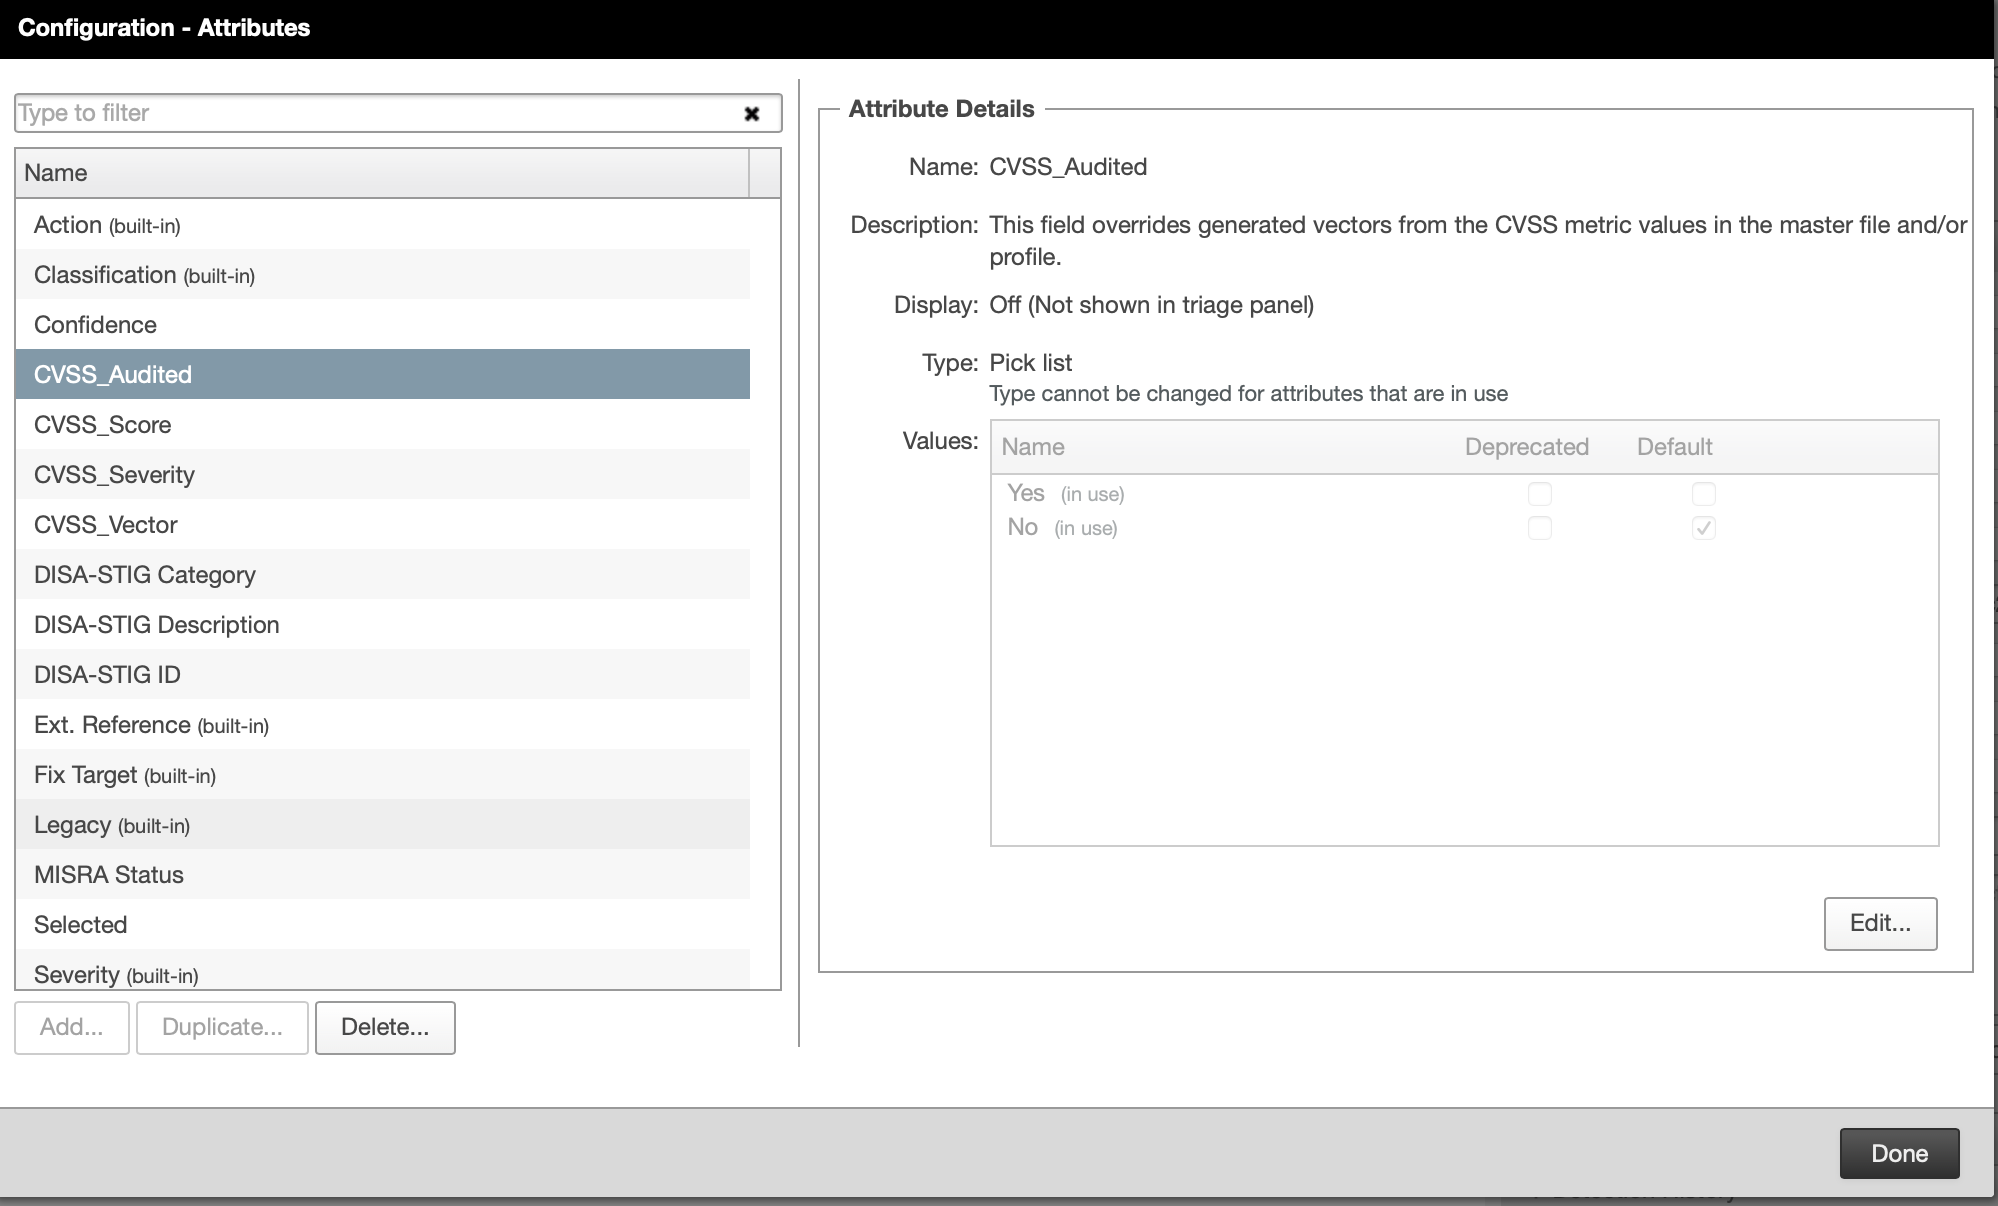 Configuration - Attributes
Type to filter
Name
Action (built-in)
Classification (built-in)
Confidence
CVSS_Audited
CVSS_Score
CVSS_Severity
CVSS_Vector
DISA-STIG Category
DISA-STIG Description
DISA-STIG ID
Ext. Reference (built-in)
Fix Target (built-in)
Legacy (built-in)
MISRA Status
Selected
Severity (built-in)
Add...
Duplicate...
Delete...
Attribute Details
Name: CVSS_Audited
Description: This field overrides generated vectors from the CVSS metric values in the master file and/or
profile.
Display: Off (Not shown in triage panel)
Type: Pick list
Type cannot be changed for attributes that are in use
Values:
Name Deprecated Default
Yes (in use)
No (in use)
Edit...
Done